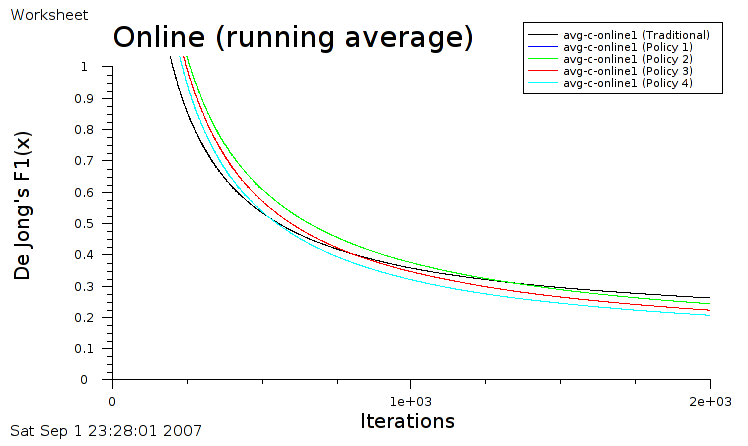 Worksheet
Online (running average)
avg-c-online1 (Traditional)
avg-c-online1 (Policy 1)
avg-c-online1 (Policy 2)
avg-c-online1 (Policy 3)
avg-c-online1 (Policy 4)
De Jong's F1(x)
1
0.9
0.8
0.7
0.6
0.5
0.4
0.3
0.2
0.1
0
0 1e+03 2e+03
Iterations
Sat Sep 1 23:28:01 2007